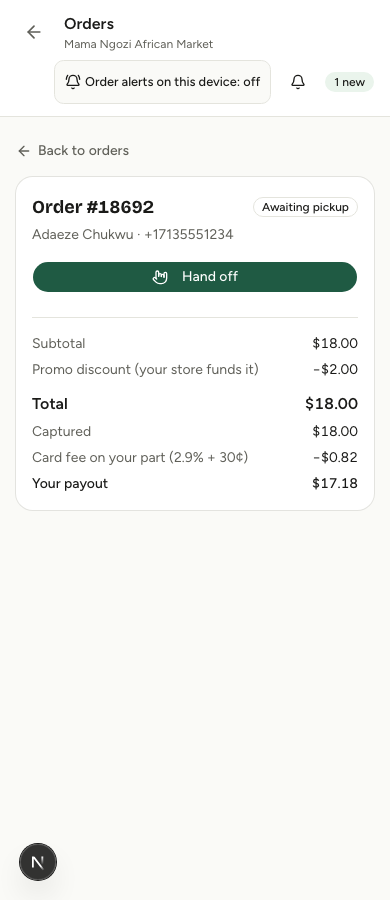 Orders
Mama Ngozi African Market
Order alerts on this device: off
1 new
Back to orders
Order #18692
Awaiting pickup
Adaeze Chukwu · +17135551234
Hand off
Subtotal $18.00
Promo discount (your store funds it) −$2.00
Total $18.00
Captured $18.00
Card fee on your part (2.9% + 30¢) −$0.82
Your payout $17.18
N